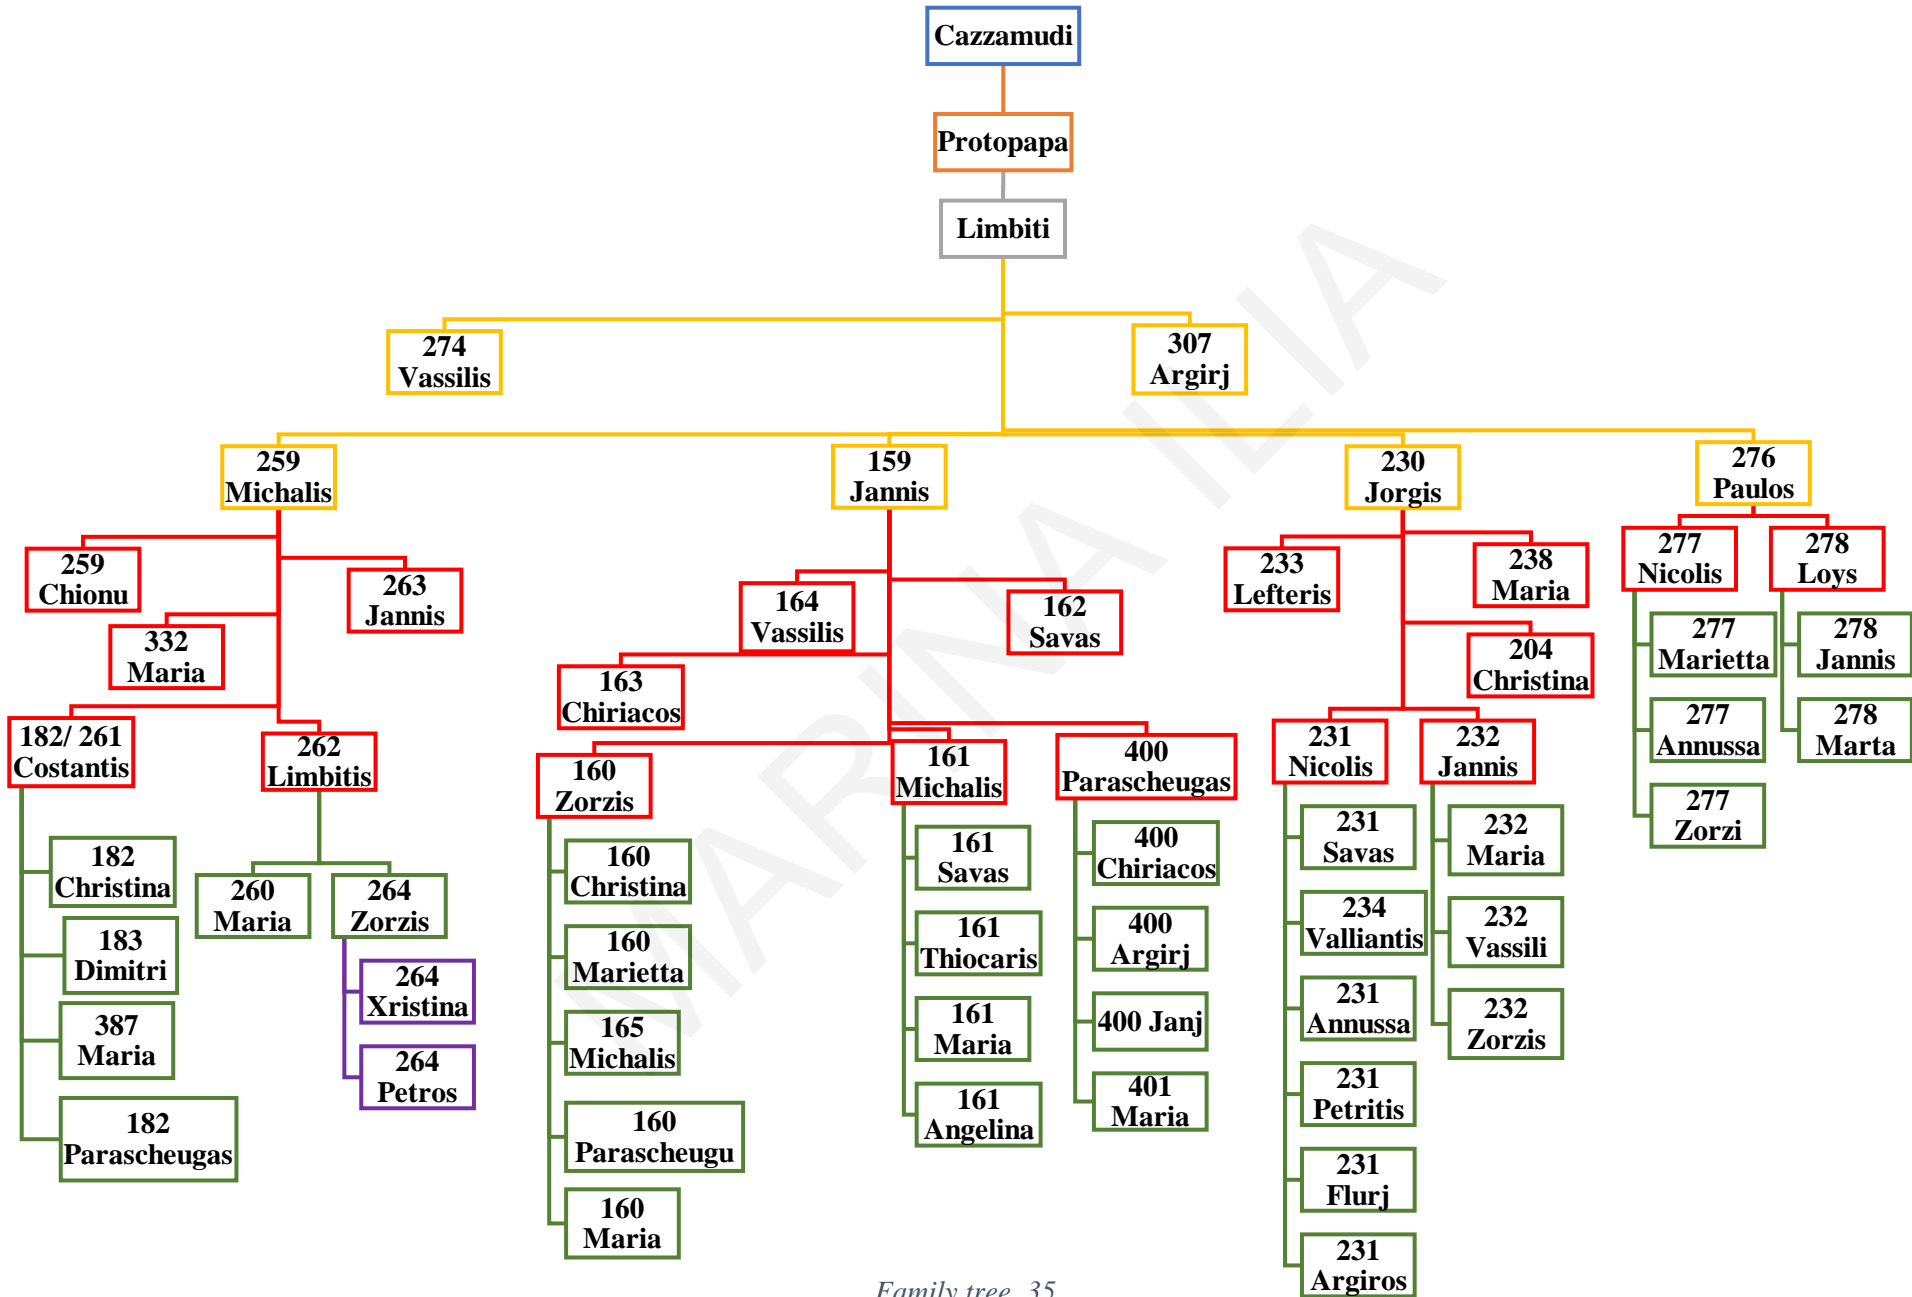 Cazzamudi
Protopapa
Limbiti
274
Vassilis
307
Argirj
259
Michalis
159
Jannis
230
Jorgis
276
Paulos
259
Chionu
263
Jannis
332
Maria
182/ 261
Costantis
262
Limbitis
182
Christina
183
Dimitri
387
Maria
182
Parascheugas
260
Maria
264
Zorzis
264
Xristina
264
Petros
164
Vassilis
162
Savas
163
Chiriacos
160
Zorzis
161
Michalis
400
Parascheugas
160
Christina
160
Marietta
165
Michalis
160
Parascheugu
160
Maria
161
Savas
161
Thiocaris
161
Maria
161
Angelina
400
Chiriacos
400
Argirj
400 Janj
401
Maria
233
Lefteris
238
Maria
204
Christina
231
Nicolis
232
Jannis
231
Savas
234
Valliantis
231
Annussa
231
Petritis
231
Flurj
231
Argiros
232
Maria
232
Vassili
232
Zorzis
277
Nicolis
278
Loys
277
Marietta
277
Annussa
277
Zorzi
278
Jannis
278
Marta
MARINA ILIA
Family tree 35